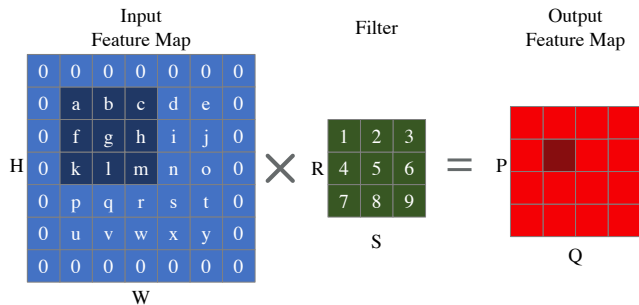 Input
Feature Map
Filter
Output
Feature Map
0 0 0 0 0 0 0
0 a b c d e 0
0 f g h i j 0
0 k l m n o 0
0 p q r s t 0
0 u v w x y 0
0 0 0 0 0 0 0
H
W
×
1 2 3
4 5 6
7 8 9
R
S
=
P
Q